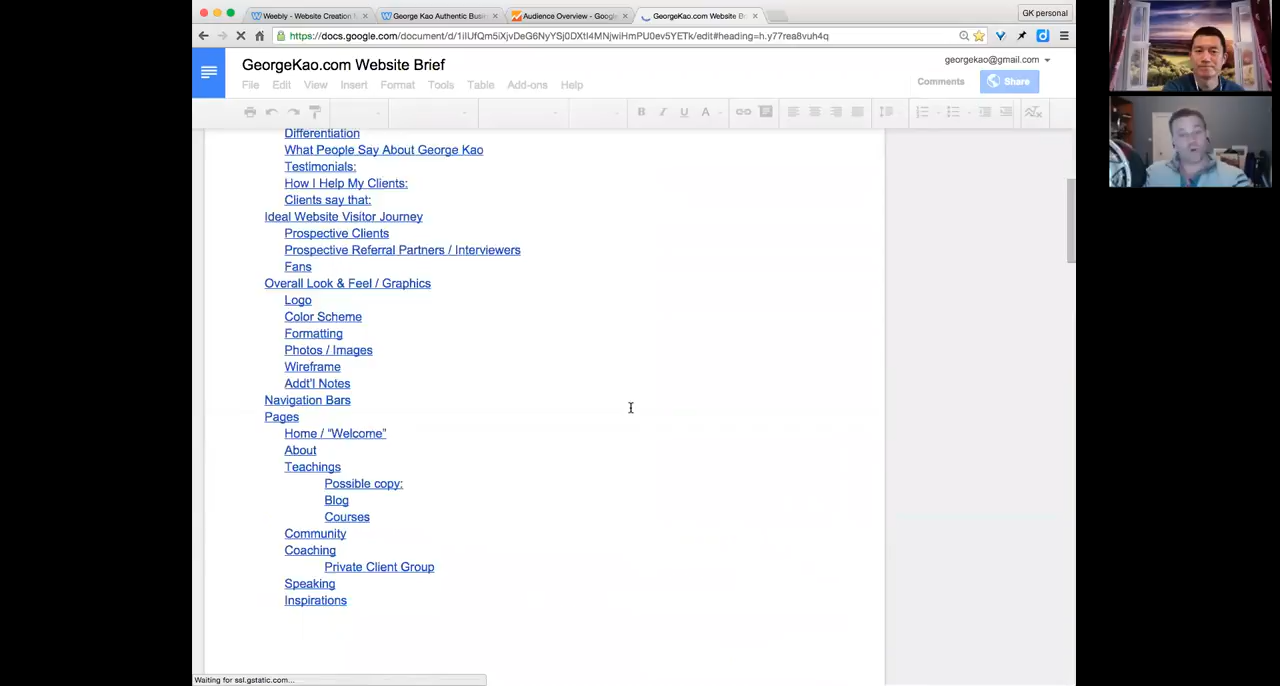 Weebly - Website Creation
George Kao Authentic Busi
Audience Overview - Google
GeorgeKao.com Website Br
GK personal
https://docs.google.com/document/d/1iIUfQm5iXjvDeG6NyYSj0DXtI4MNjwiHmPU0ev5YETk/edit#heading=h.y77rea8vuh4q
GeorgeKao.com Website Brief
georgekao@gmail.com
File Edit View Insert Format Tools Table Add-ons Help
Comments
Share
Differentiation
What People Say About George Kao
Testimonials:
How I Help My Clients:
Clients say that:
Ideal Website Visitor Journey
Prospective Clients
Prospective Referral Partners / Interviewers
Fans
Overall Look & Feel / Graphics
Logo
Color Scheme
Formatting
Photos / Images
Wireframe
Addt'l Notes
Navigation Bars
Pages
Home / “Welcome”
About
Teachings
Possible copy:
Blog
Courses
Community
Coaching
Private Client Group
Speaking
Inspirations
Waiting for ssl.gstatic.com...